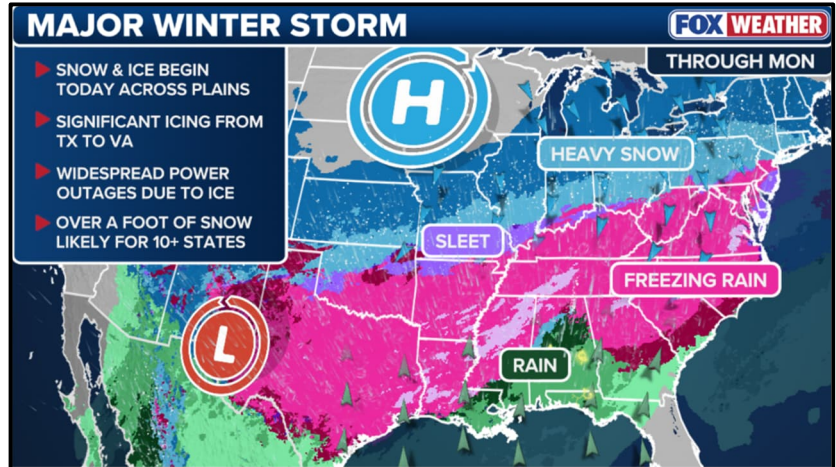 MAJOR WINTER STORM
FOX WEATHER
THROUGH MON
SNOW & ICE BEGIN
TODAY ACROSS PLAINS
SIGNIFICANT ICING FROM
TX TO VA
WIDESPREAD POWER
OUTAGES DUE TO ICE
OVER A FOOT OF SNOW
LIKELY FOR 10+ STATES
H
HEAVY SNOW
SLEET
FREEZING RAIN
L
RAIN